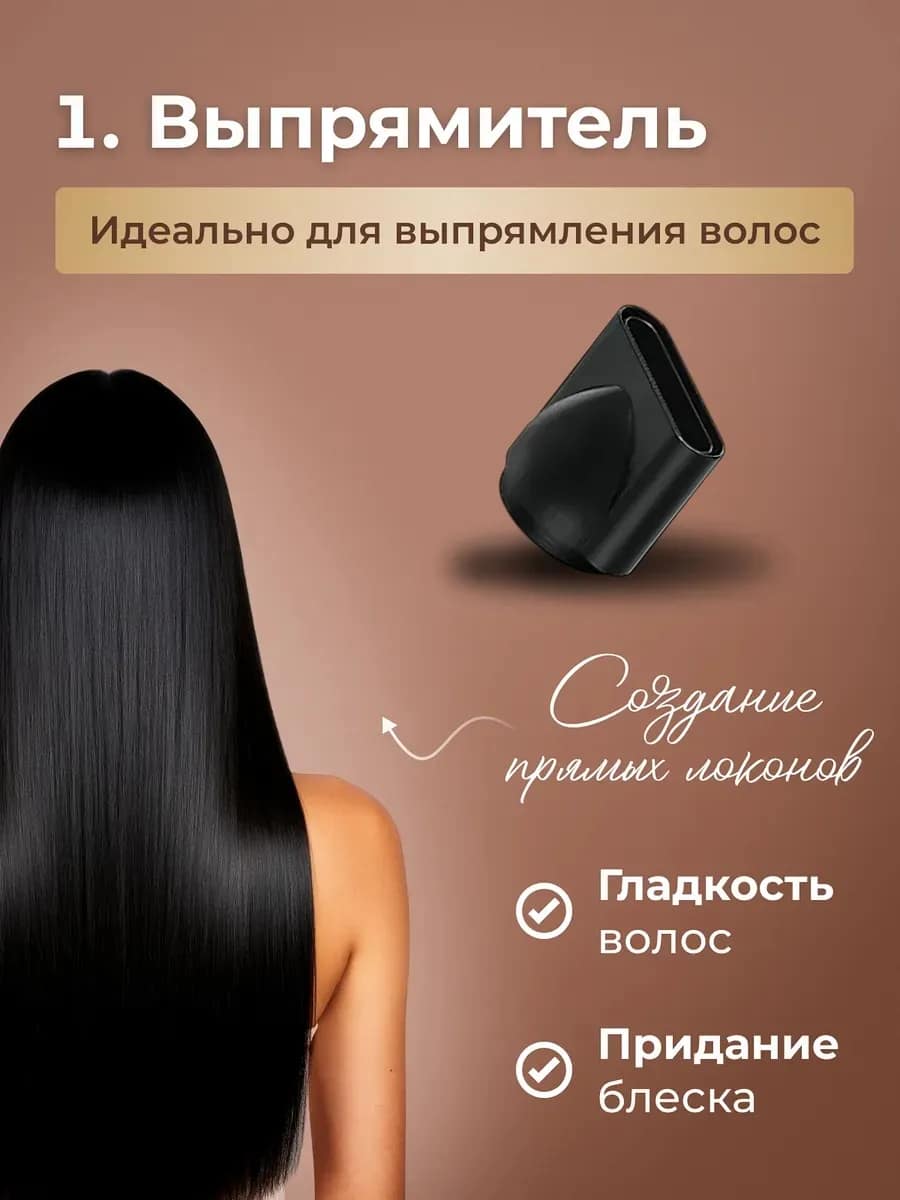 1. Выпрямитель
Идеально для выпрямления волос
Создание
прямых локонов
Гладкость
волос
Придание
блеска